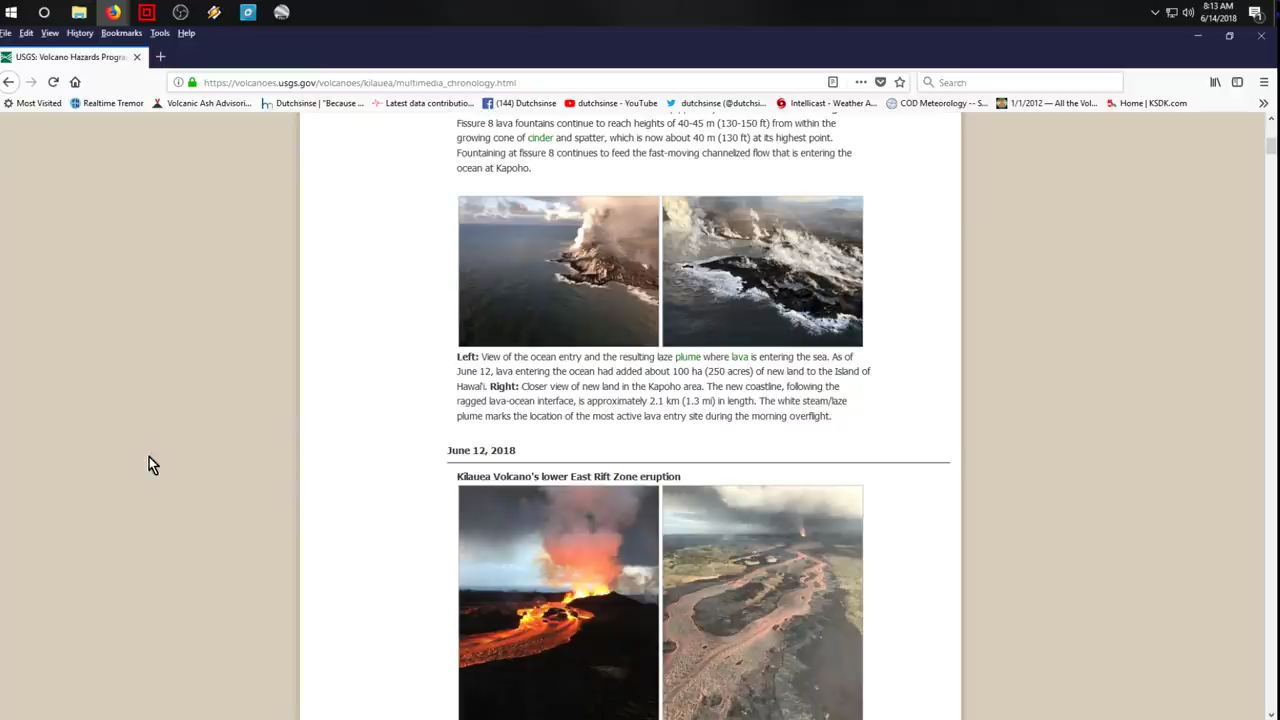 8:13 AM
6/14/2018
File Edit View History Bookmarks Tools Help
USGS: Volcano Hazards Progra
https://volcanoes.usgs.gov/volcanoes/kilauea/multimedia_chronology.html
Search
Most Visited Realtime Tremor Volcanic Ash Advisori... Dutchsinse | "Because ... Latest data contributio... (144) Dutchsinse dutchsinse - YouTube dutchsinse (@dutchsi... Intellicast - Weather A... COD Meteorology -- S... 1/1/2012 — All the Vol... Home | KSDK.com
Fissure 8 lava fountains continue to reach heights of 40-45 m (130-150 ft) from within the
growing cone of cinder and spatter, which is now about 40 m (130 ft) at its highest point.
Fountaining at fissure 8 continues to feed the fast-moving channelized flow that is entering the
ocean at Kapoho.
Left: View of the ocean entry and the resulting laze plume where lava is entering the sea. As of
June 12, lava entering the ocean had added about 100 ha (250 acres) of new land to the Island of
Hawai'i. Right: Closer view of new land in the Kapoho area. The new coastline, following the
ragged lava-ocean interface, is approximately 2.1 km (1.3 mi) in length. The white steam/laze
plume marks the location of the most active lava entry site during the morning overflight.
June 12, 2018
Kīlauea Volcano's lower East Rift Zone eruption